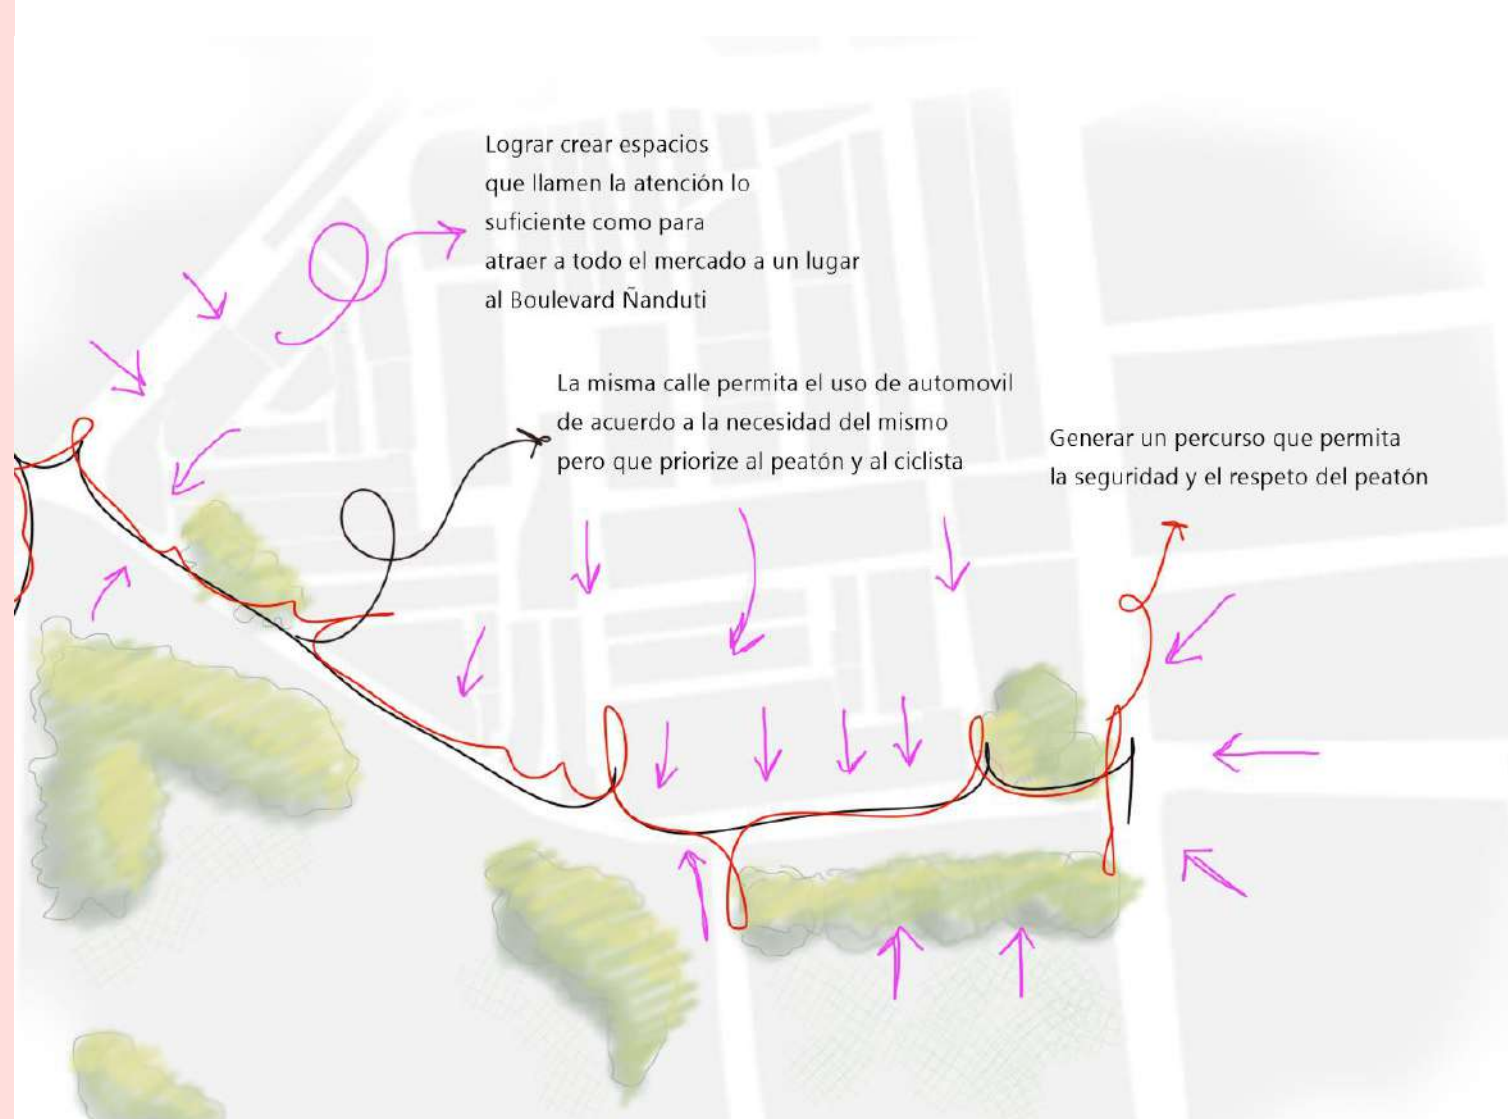 Lograr crear espacios
que llamen la atención lo
suficiente como para
atraer a todo el mercado a un lugar
al Boulevard Ñanduti
La misma calle permita el uso de automovil
de acuerdo a la necesidad del mismo
pero que priorize al peatón y al ciclista
Generar un percurso que permita
la seguridad y el respeto del peatón